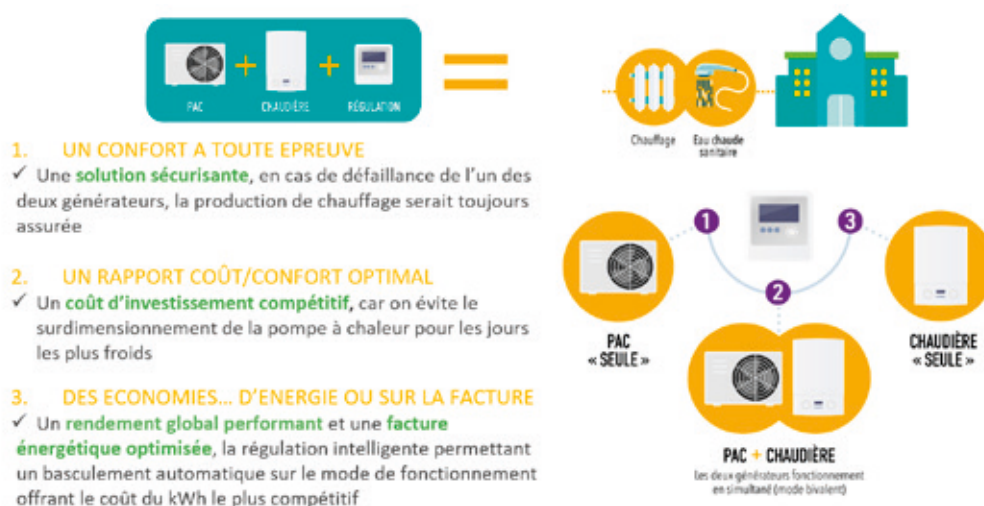 PAC
CHAUDIÈRE
RÉGULATION
Chauffage
Eau chaude
sanitaire
1. UN CONFORT A TOUTE EPREUVE
✓ Une solution sécurisante, en cas de défaillance de l'un des
deux générateurs, la production de chauffage serait toujours
assurée
2. UN RAPPORT COÛT/CONFORT OPTIMAL
✓ Un coût d'investissement compétitif, car on évite le
surdimensionnement de la pompe à chaleur pour les jours
les plus froids
3. DES ECONOMIES... D'ENERGIE OU SUR LA FACTURE
✓ Un rendement global performant et une facture
énergétique optimisée, la régulation intelligente permettant
un basculement automatique sur le mode de fonctionnement
offrant le coût du kWh le plus compétitif
1
3
2
PAC
« SEULE »
CHAUDIÈRE
« SEULE »
PAC + CHAUDIÈRE
Les deux générateurs fonctionnement
en simultané (mode bivalent)